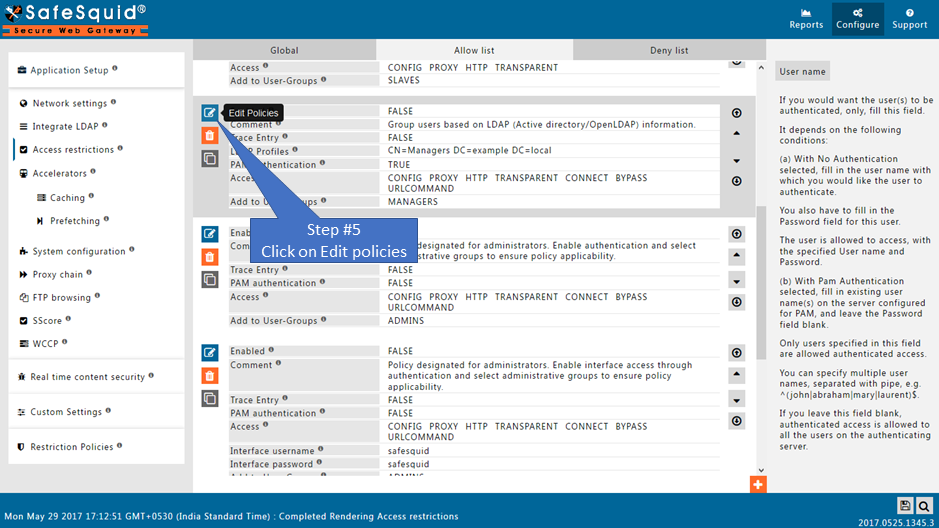 SafeSquid®
Secure Web Gateway
Reports
Configure
Support
Global
Allow list
Deny list
Application Setup
Network settings
Integrate LDAP
Access restrictions
Accelerators
Caching
Prefetching
System configuration
Proxy chain
FTP browsing
SScore
WCCP
Real time content security
Custom Settings
Restriction Policies
Access CONFIG PROXY HTTP TRANSPARENT
Add to User-Groups SLAVES
Edit Policies
FALSE
Comment Group users based on LDAP (Active directory/OpenLDAP) information.
Trace Entry FALSE
LDAP Profiles CN=Managers DC=example DC=local
PAM authentication TRUE
Access CONFIG PROXY HTTP TRANSPARENT CONNECT BYPASS
URLCOMMAND
Add to User-Groups MANAGERS
Step #5
Click on Edit policies
designated for administrators. Enable authentication and select
administrative groups to ensure policy applicability.
Trace Entry FALSE
PAM authentication FALSE
Access CONFIG PROXY HTTP TRANSPARENT CONNECT BYPASS
URLCOMMAND
Add to User-Groups ADMINS
Enabled FALSE
Comment Policy designated for administrators. Enable interface access through
authentication and select administrative groups to ensure policy
applicability.
Trace Entry FALSE
PAM authentication FALSE
Access CONFIG PROXY HTTP TRANSPARENT CONNECT BYPASS
URLCOMMAND
Interface username safesquid
Interface password safesquid
Add to User-Groups ADMINS
User name
If you would want the user(s) to be
authenticated, only, fill this field.
It depends on the following
conditions:
(a) With No Authentication
selected, fill in the user name with
which you would like the user to
authenticate.
You also have to fill in the
Password field for this user.
The user is allowed to access, with
the specified User name and
Password.
(b) With Pam Authentication
selected, fill in existing user
name(s) on the server configured
for PAM, and leave the Password
field blank.
Only users specified in this field
are allowed authenticated access.
You can specify multiple user
names, separated with pipe, e.g.
^(john|abraham|mary|laurent)$.
If you leave this field blank,
authenticated access is allowed to
all the users on the authenticating
server.
Mon May 29 2017 17:12:51 GMT+0530 (India Standard Time) : Completed Rendering Access restrictions
2017.0525.1345.3